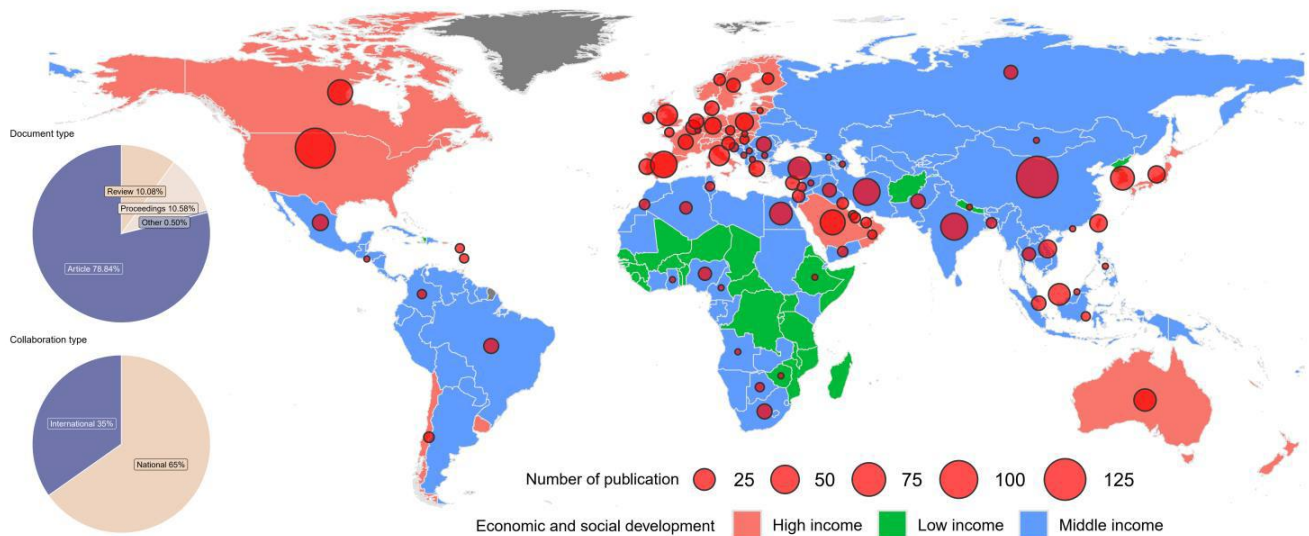 Document type
Review 10.08%
Proceedings 10.58%
Other 0.50%
Article 78.84%
Collaboration type
International 35%
National 65%
Number of publication 25 50 75 100 125
Economic and social development High income Low income Middle income